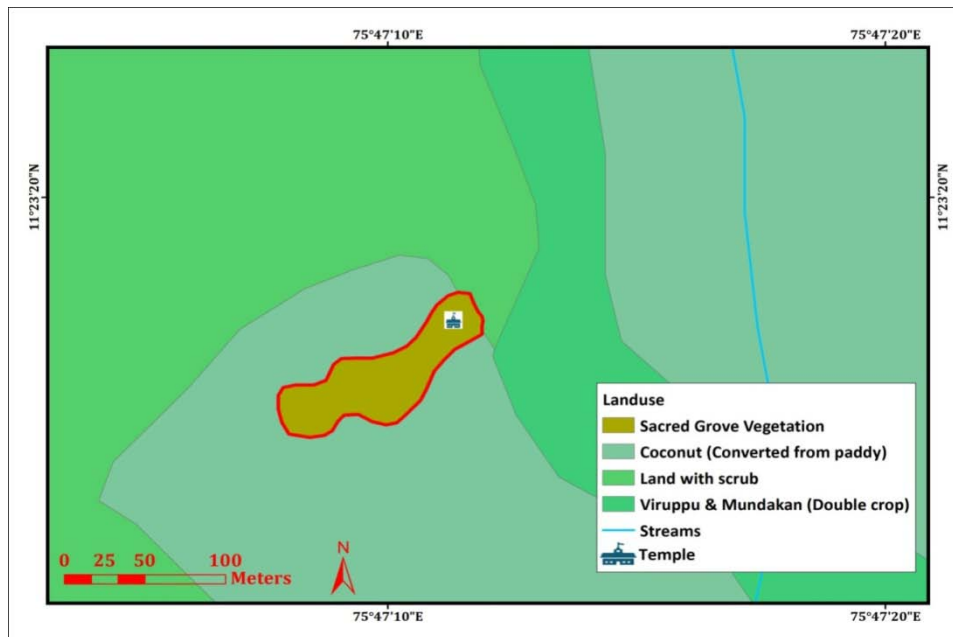 75°47'10"E 75°47'20"E
11°23'20"N 11°23'20"N
Landuse
Sacred Grove Vegetation
Coconut (Converted from paddy)
Land with scrub
Viruppu & Mundakan (Double crop)
Streams
Temple
0 25 50 100
Meters
N
75°47'10"E 75°47'20"E